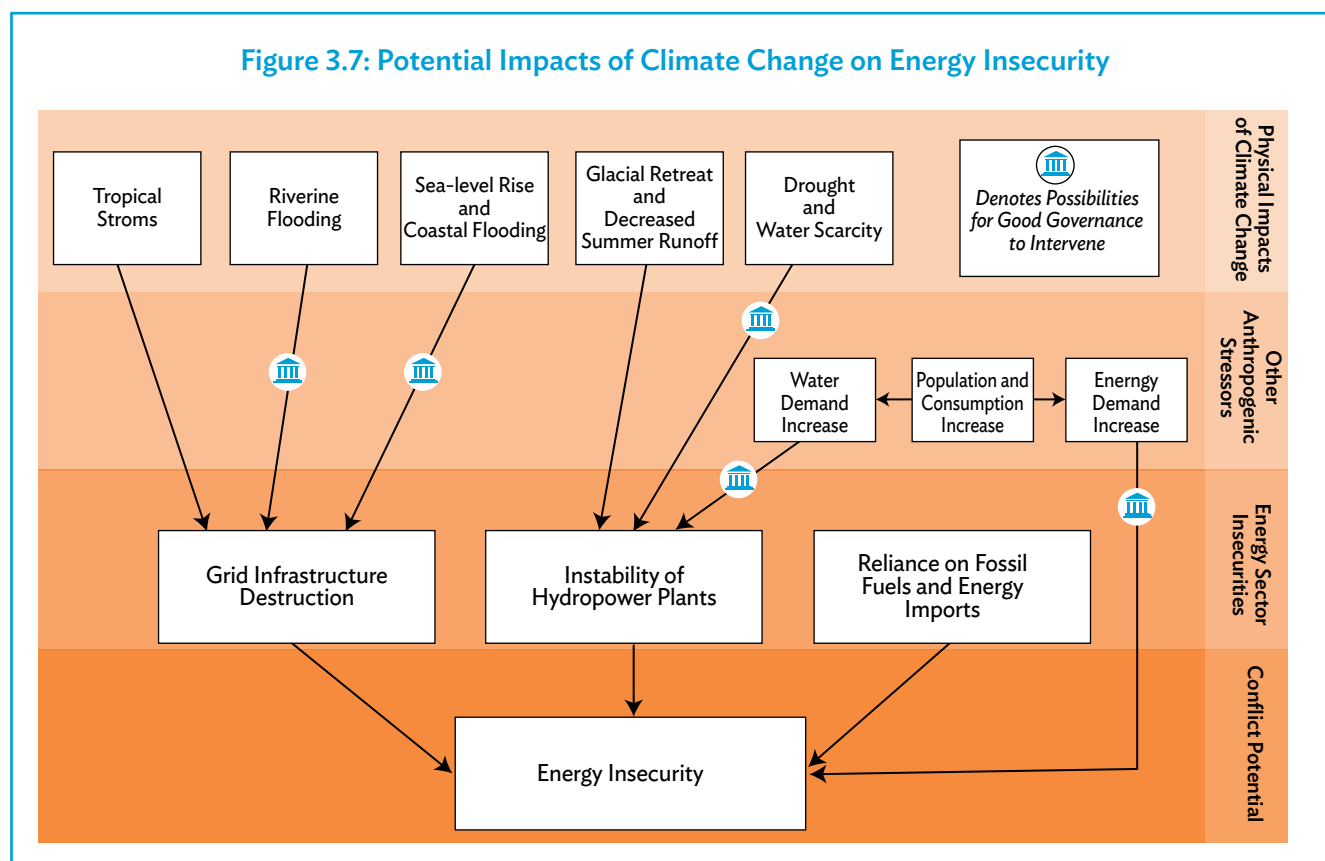 Figure 3.7: Potential Impacts of Climate Change on Energy Insecurity
Tropical
Stroms
Riverine
Flooding
Sea-level Rise
and
Coastal Flooding
Glacial Retreat
and
Decreased
Summer Runoff
Drought
and
Water Scarcity
Denotes Possibilities
for Good Governance
to Intervene
Physical Impacts
of Climate Change
Water
Demand
Increase
Population and
Consumption
Increase
Enerngy
Demand
Increase
Other
Anthropogenic
Stressors
Grid Infrastructure
Destruction
Instability of
Hydropower Plants
Reliance on Fossil
Fuels and Energy
Imports
Energy Sector
Insecurities
Energy Insecurity
Conflict Potential